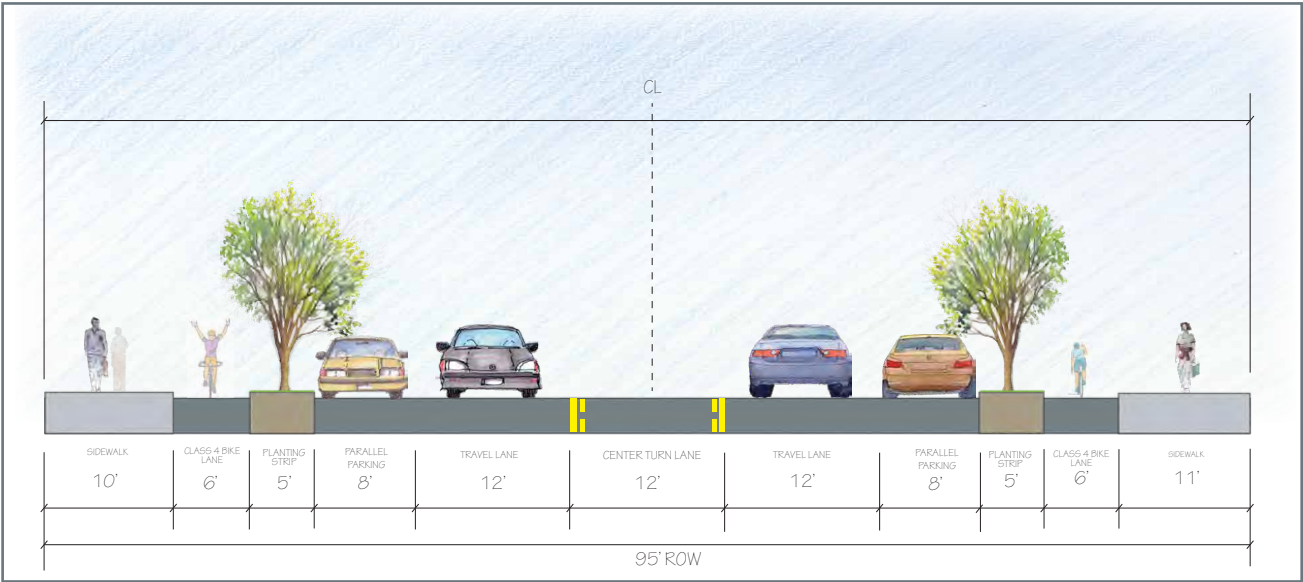 CL
SIDEWALK
10'
CLASS 4 BIKE
LANE
6'
PLANTING
STRIP
5'
PARALLEL
PARKING
8'
TRAVEL LANE
12'
CENTER TURN LANE
12'
TRAVEL LANE
12'
PARALLEL
PARKING
8'
PLANTING
STRIP
5'
CLASS 4 BIKE
LANE
6'
SIDEWALK
11'
95' ROW